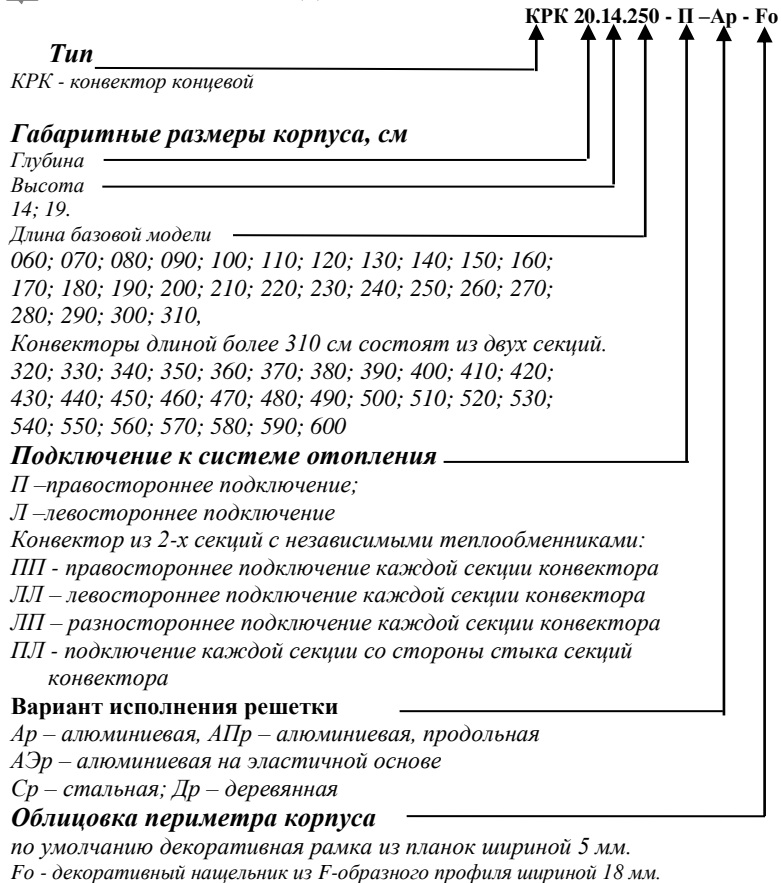 КРК 20.14.250 - П –Ар - Fo
Тип
КРК - конвектор концевой
Габаритные размеры корпуса, см
Глубина
Высота
14; 19.
Длина базовой модели
060; 070; 080; 090; 100; 110; 120; 130; 140; 150; 160;
170; 180; 190; 200; 210; 220; 230; 240; 250; 260; 270;
280; 290; 300; 310,
Конвекторы длиной более 310 см состоят из двух секций.
320; 330; 340; 350; 360; 370; 380; 390; 400; 410; 420;
430; 440; 450; 460; 470; 480; 490; 500; 510; 520; 530;
540; 550; 560; 570; 580; 590; 600
Подключение к системе отопления
П –правостороннее подключение;
Л –левостороннее подключение
Конвектор из 2-х секций с независимыми теплообменниками:
ПП - правостороннее подключение каждой секции конвектора
ЛЛ – левостороннее подключение каждой секции конвектора
ЛП – разностороннее подключение каждой секции конвектора
ПЛ - подключение каждой секции со стороны стыка секций
конвектора
Вариант исполнения решетки
Ар – алюминиевая, АПр – алюминиевая, продольная
АЭр – алюминиевая на эластичной основе
Ср – стальная; Др – деревянная
Облицовка периметра корпуса
по умолчанию декоративная рамка из планок шириной 5 мм.
Fo - декоративный нащельник из F-образного профиля шириной 18 мм.